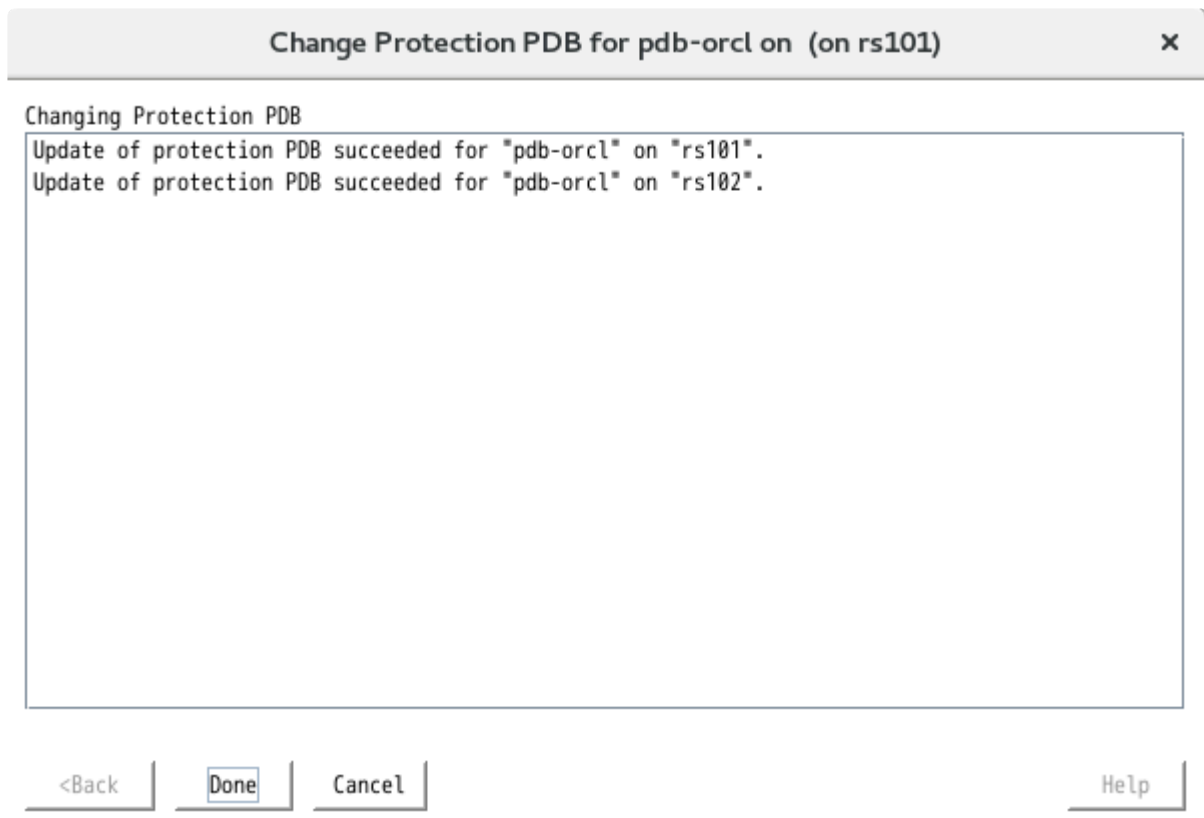 Change Protection PDB for pdb-orcl on  (on rs101) ×
Changing Protection PDB
Update of protection PDB succeeded for "pdb-orcl" on "rs101".
Update of protection PDB succeeded for "pdb-orcl" on "rs102".
<Back Done Cancel Help